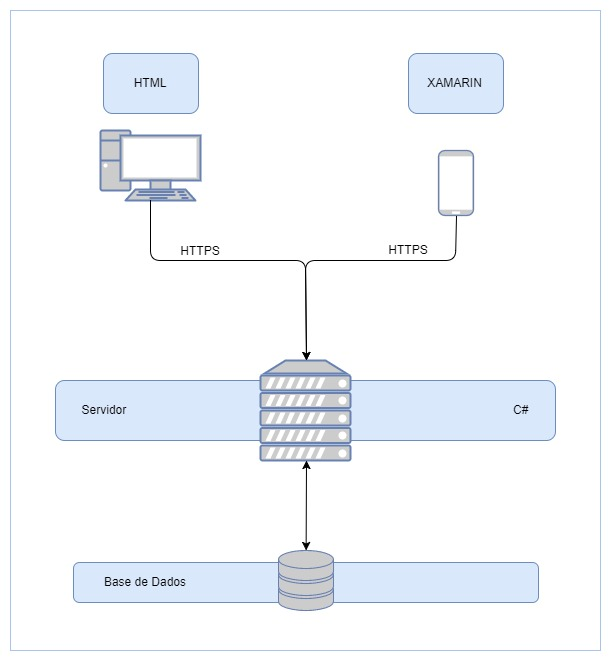 HTML
XAMARIN
HTTPS
HTTPS
Servidor
C#
Base de Dados